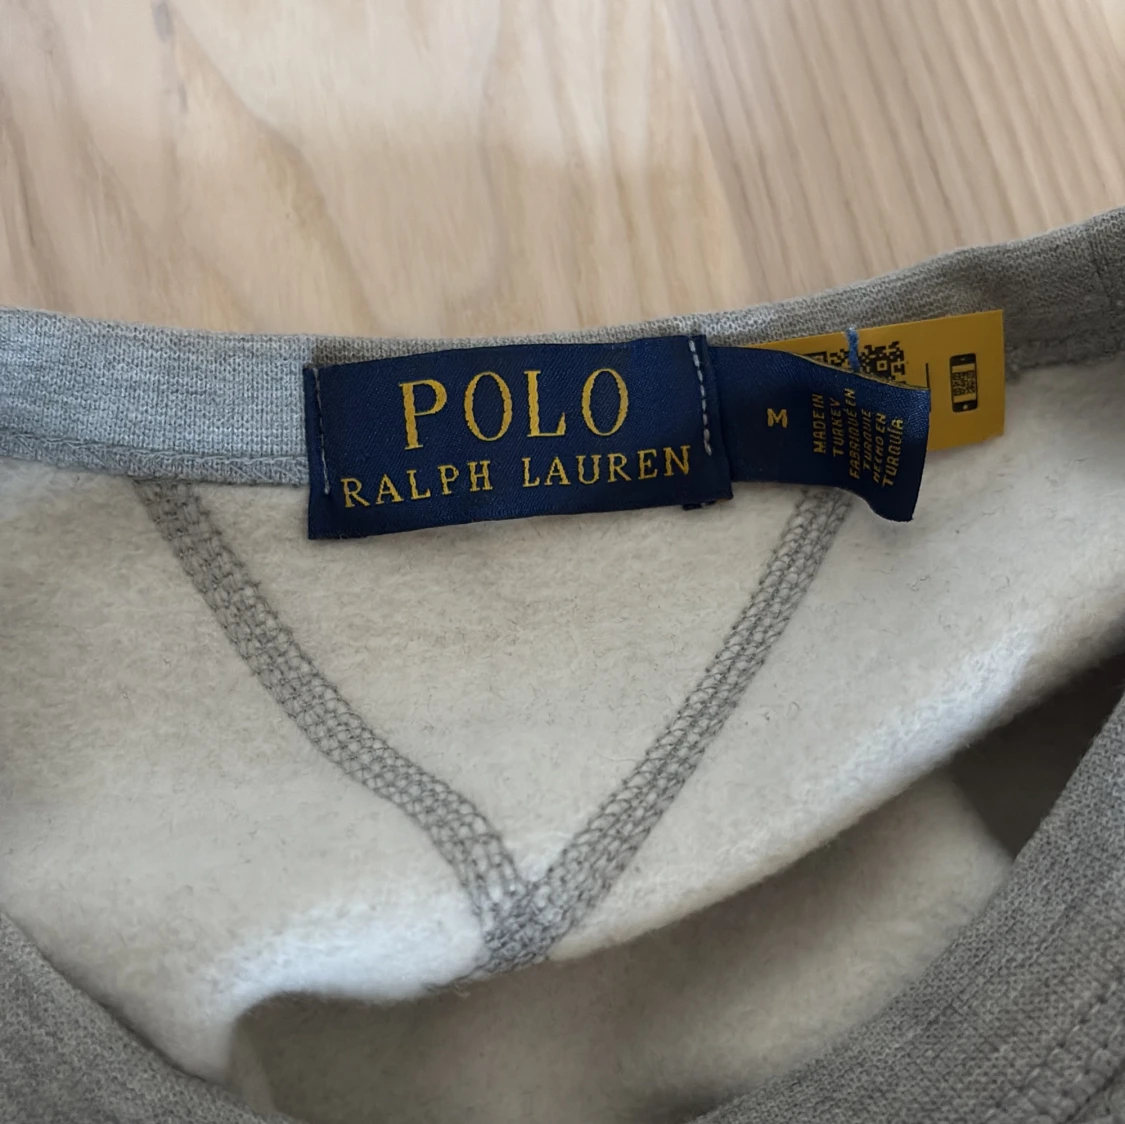 POLO
RALPH LAUREN
M
MADE IN
TURKEY
FABRIQUÉ EN
TURQUIE
HECHO EN
TURQUÍA